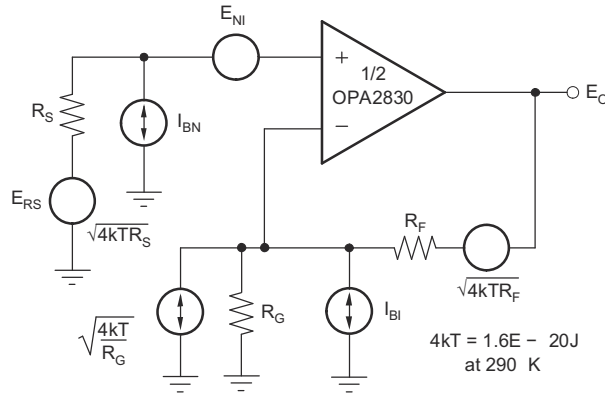 E_NI
1/2
OPA2830
+
−
E_O
R_S
I_BN
E_RS
√4kTR_S
R_F
√4kTR_F
√4kT/R_G
R_G
I_BI
4kT = 1.6E − 20J
at 290 K